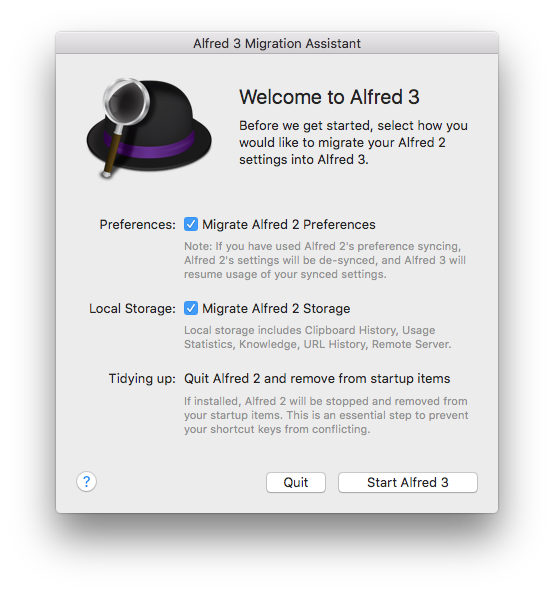 Alfred 3 Migration Assistant
Welcome to Alfred 3
Before we get started, select how you
would like to migrate your Alfred 2
settings into Alfred 3.
Preferences: Migrate Alfred 2 Preferences
Note: If you have used Alfred 2's preference syncing,
Alfred 2's settings will be de-synced, and Alfred 3 will
resume usage of your synced settings.
Local Storage: Migrate Alfred 2 Storage
Local storage includes Clipboard History, Usage
Statistics, Knowledge, URL History, Remote Server.
Tidying up: Quit Alfred 2 and remove from startup items
If installed, Alfred 2 will be stopped and removed from
your startup items. This is an essential step to prevent
your shortcut keys from conflicting.
? Quit Start Alfred 3